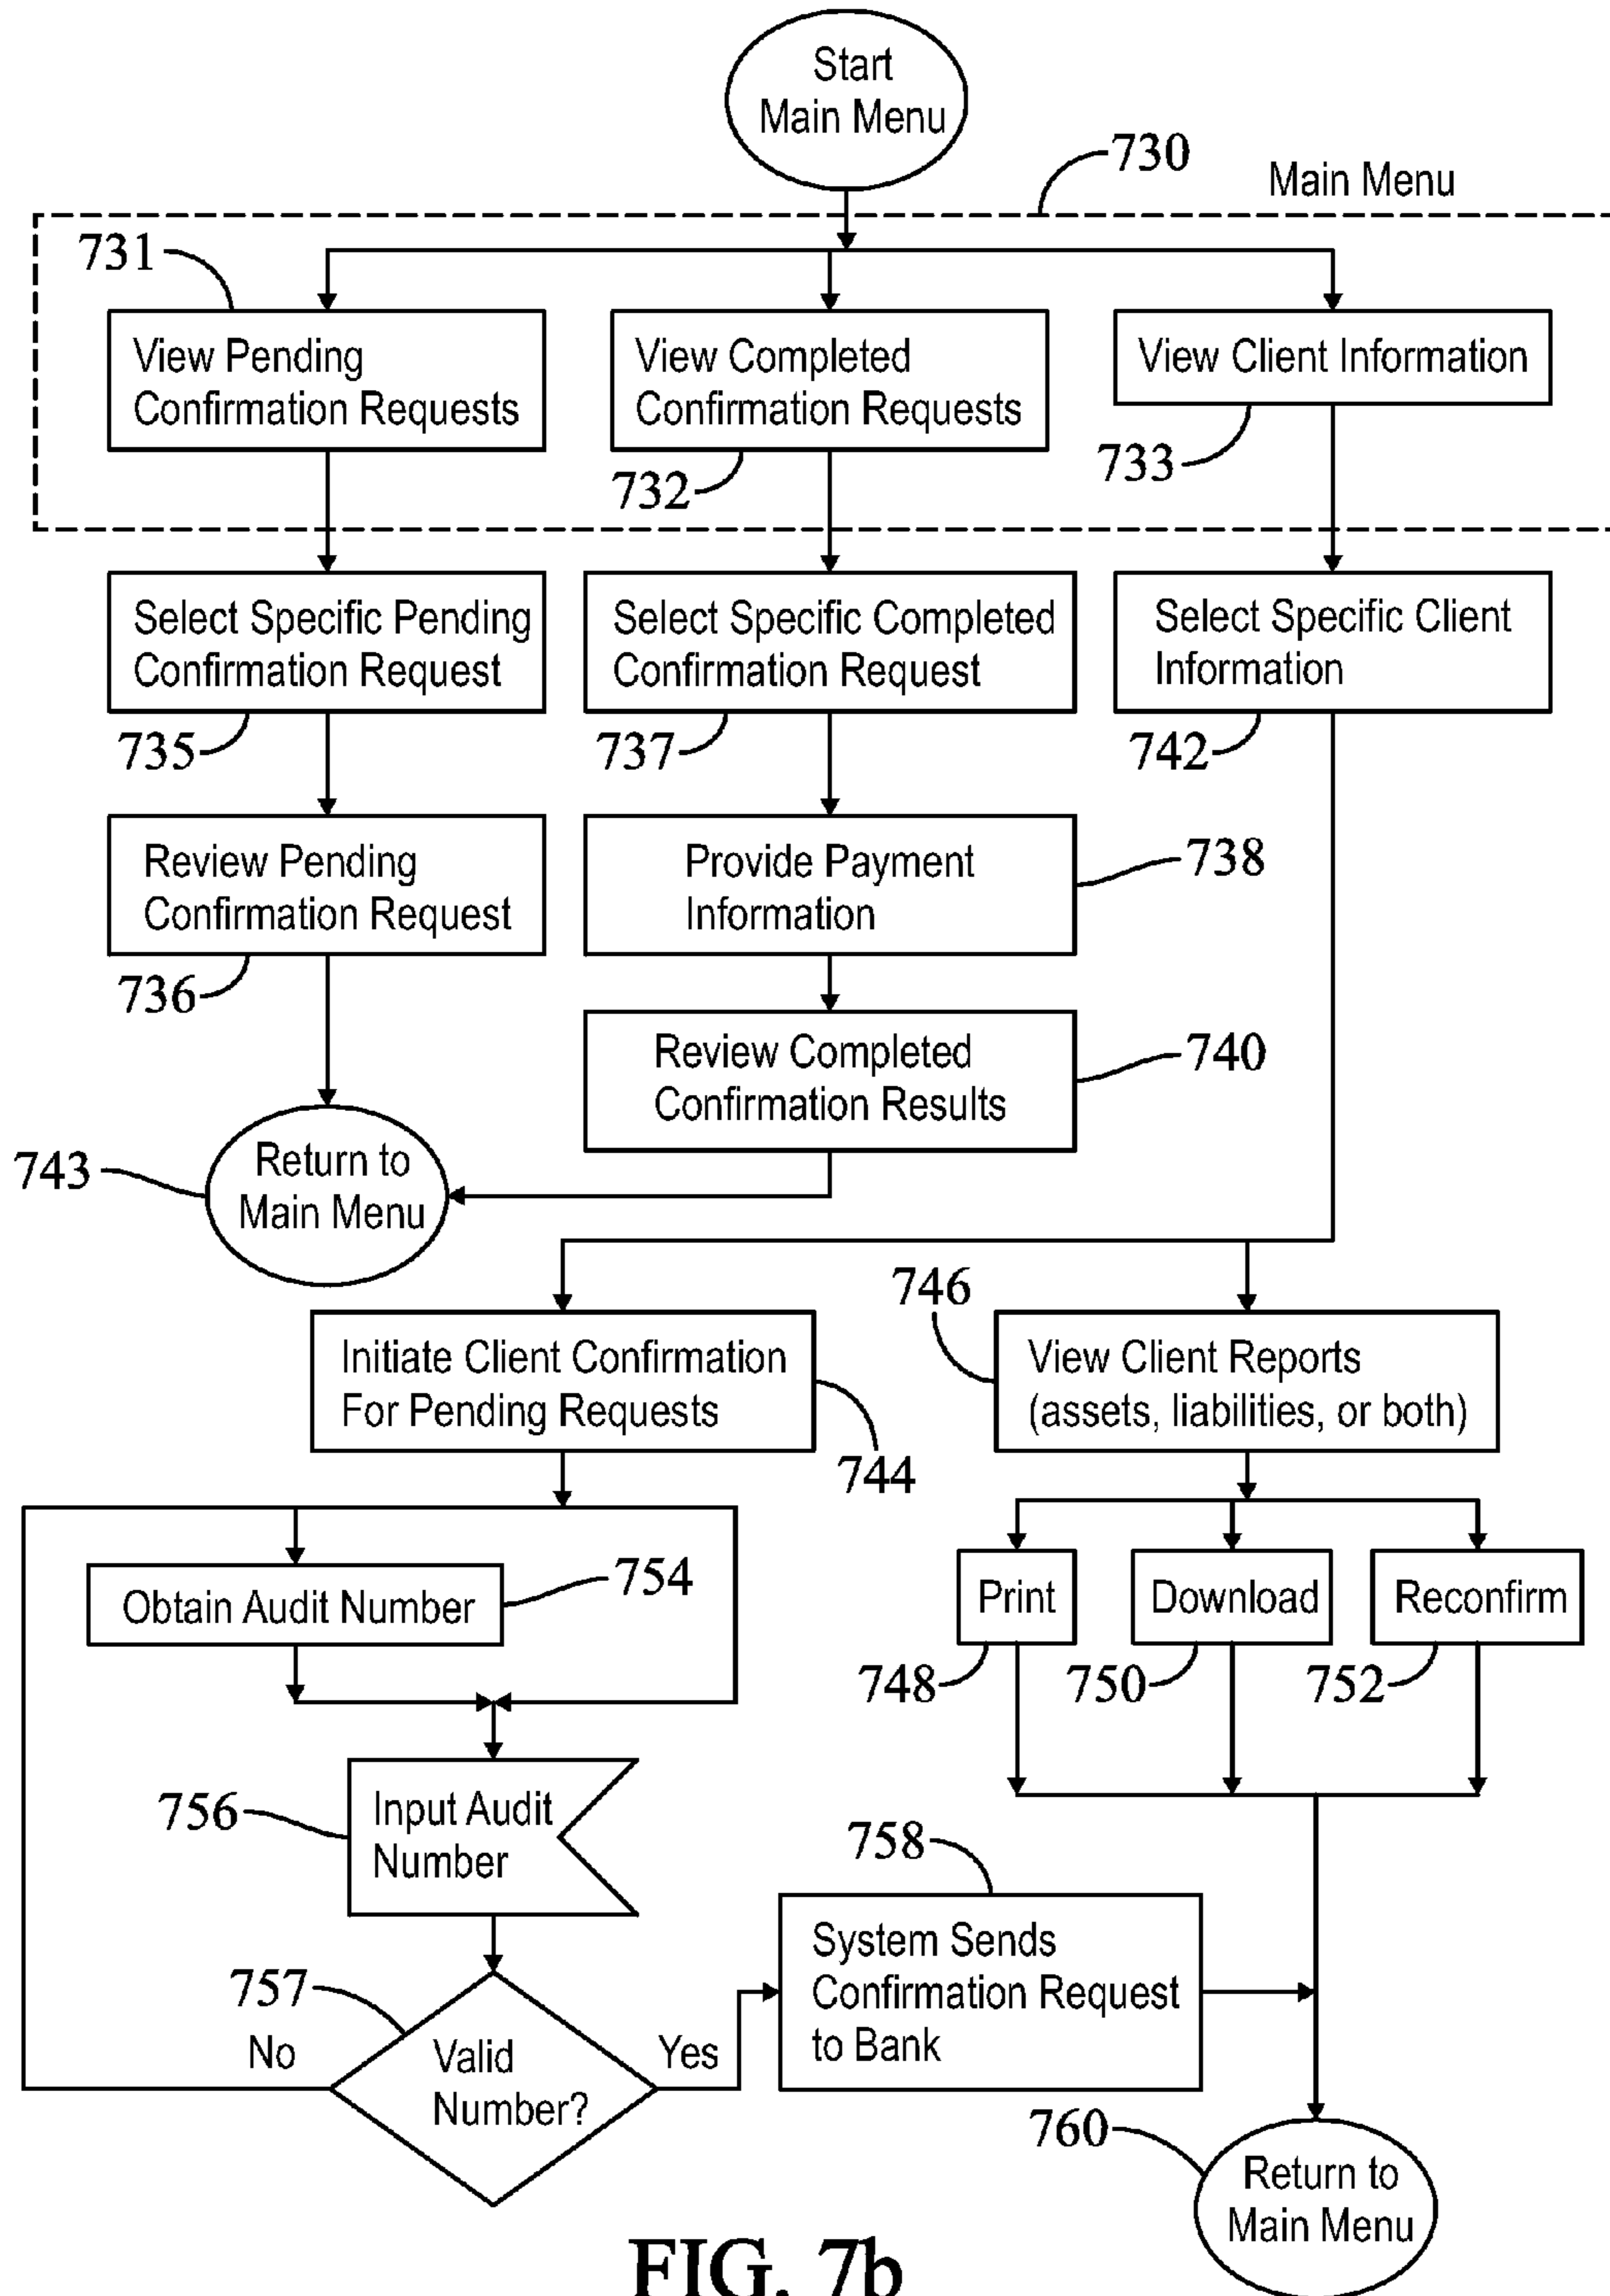 Start
Main Menu
730
Main Menu
731
View Pending
Confirmation Requests
View Completed
Confirmation Requests
View Client Information
732
733
Select Specific Pending
Confirmation Request
Select Specific Completed
Confirmation Request
Select Specific Client
Information
735
737
742
Review Pending
Confirmation Request
Provide Payment
Information
738
736
Review Completed
Confirmation Results
740
743
Return to
Main Menu
746
Initiate Client Confirmation
For Pending Requests
View Client Reports
(assets, liabilities, or both)
744
Obtain Audit Number
754
Print
Download
Reconfirm
748
750
752
756
Input Audit
Number
758
System Sends
Confirmation Request
to Bank
757
No
Valid
Number?
Yes
760
Return to
Main Menu
FIG. 7b